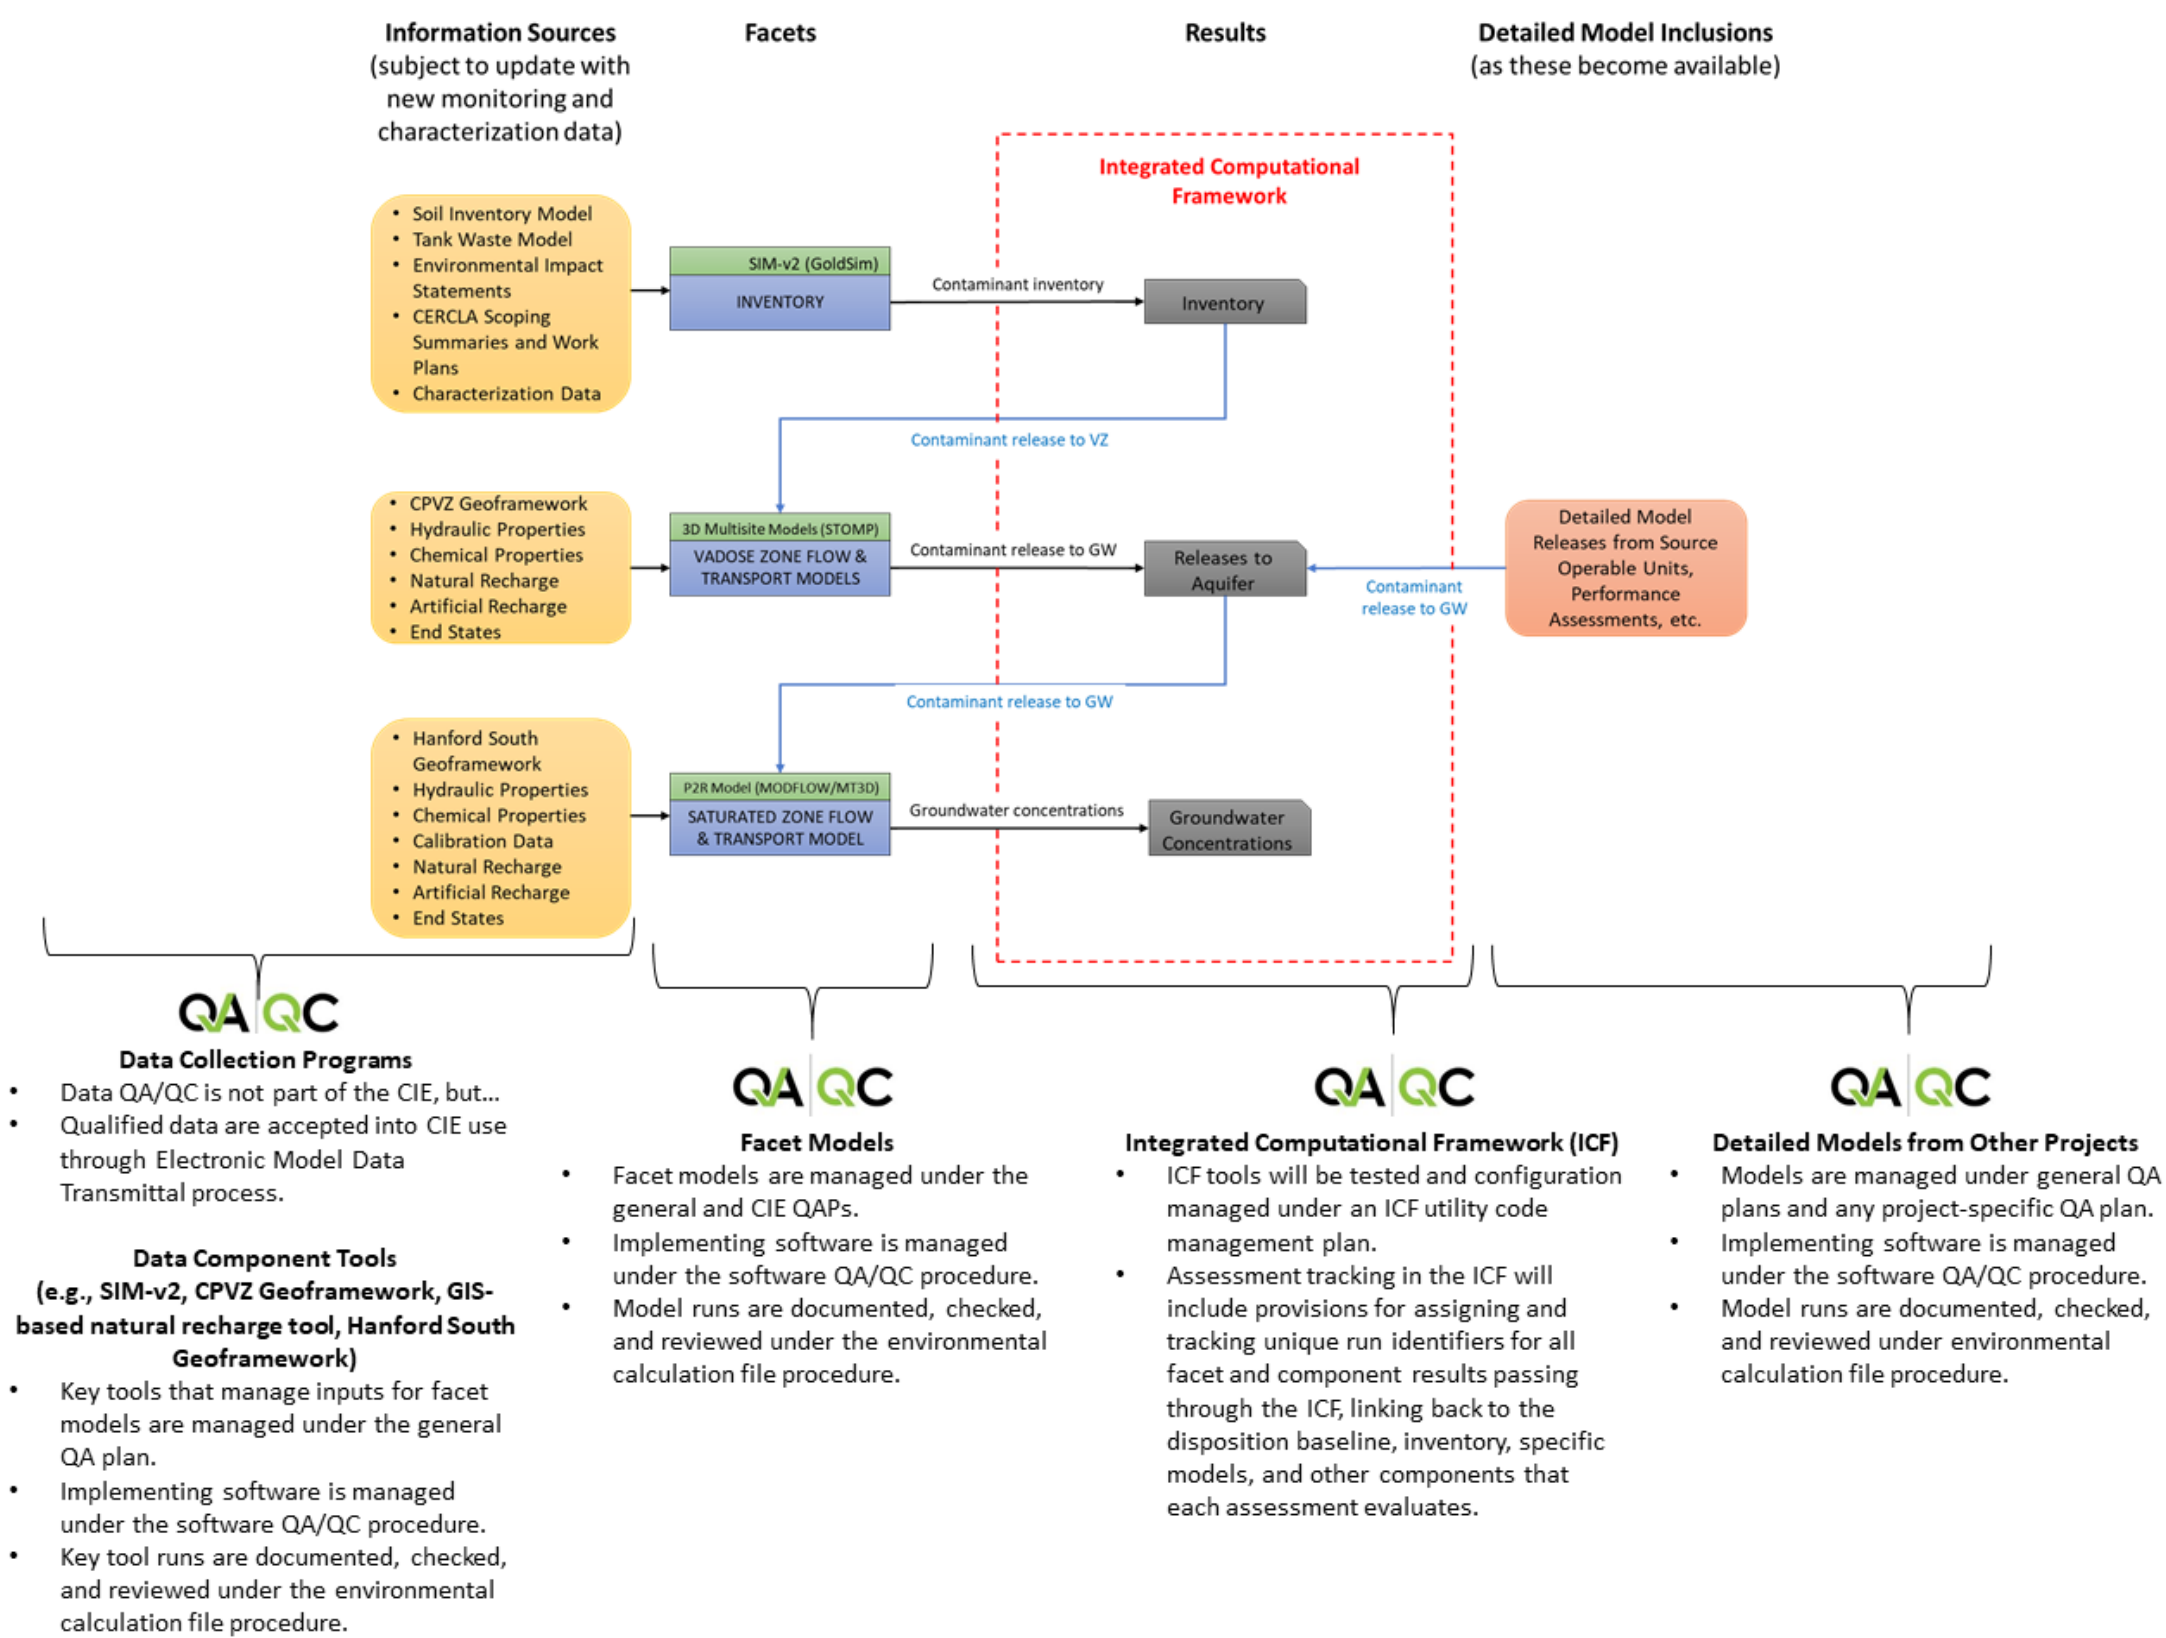 Information Sources
(subject to update with
new monitoring and
characterization data)
Facets
Results
Detailed Model Inclusions
(as these become available)
Integrated Computational
Framework
• Soil Inventory Model
• Tank Waste Model
• Environmental Impact
Statements
• CERCLA Scoping
Summaries and Work
Plans
• Characterization Data
SIM-v2 (GoldSim)
INVENTORY
Contaminant inventory
Inventory
Contaminant release to VZ
• CPVZ Geoframework
• Hydraulic Properties
• Chemical Properties
• Natural Recharge
• Artificial Recharge
• End States
3D Multisite Models (STOMP)
VADOSE ZONE FLOW &
TRANSPORT MODELS
Contaminant release to GW
Releases to
Aquifer
Contaminant
release to GW
Detailed Model
Releases from Source
Operable Units,
Performance
Assessments, etc.
Contaminant release to GW
• Hanford South
Geoframework
• Hydraulic Properties
• Chemical Properties
• Calibration Data
• Natural Recharge
• Artificial Recharge
• End States
P2R Model (MODFLOW/MT3D)
SATURATED ZONE FLOW
& TRANSPORT MODEL
Groundwater concentrations
Groundwater
Concentrations
QA QC
Data Collection Programs
• Data QA/QC is not part of the CIE, but...
• Qualified data are accepted into CIE use
through Electronic Model Data
Transmittal process.
Data Component Tools
(e.g., SIM-v2, CPVZ Geoframework, GIS-
based natural recharge tool, Hanford South
Geoframework)
• Key tools that manage inputs for facet
models are managed under the general
QA plan.
• Implementing software is managed
under the software QA/QC procedure.
• Key tool runs are documented, checked,
and reviewed under the environmental
calculation file procedure.
QA QC
Facet Models
• Facet models are managed under the
general and CIE QAPs.
• Implementing software is managed
under the software QA/QC procedure.
• Model runs are documented, checked,
and reviewed under the environmental
calculation file procedure.
QA QC
Integrated Computational Framework (ICF)
• ICF tools will be tested and configuration
managed under an ICF utility code
management plan.
• Assessment tracking in the ICF will
include provisions for assigning and
tracking unique run identifiers for all
facet and component results passing
through the ICF, linking back to the
disposition baseline, inventory, specific
models, and other components that
each assessment evaluates.
QA QC
Detailed Models from Other Projects
• Models are managed under general QA
plans and any project-specific QA plan.
• Implementing software is managed
under the software QA/QC procedure.
• Model runs are documented, checked,
and reviewed under environmental
calculation file procedure.